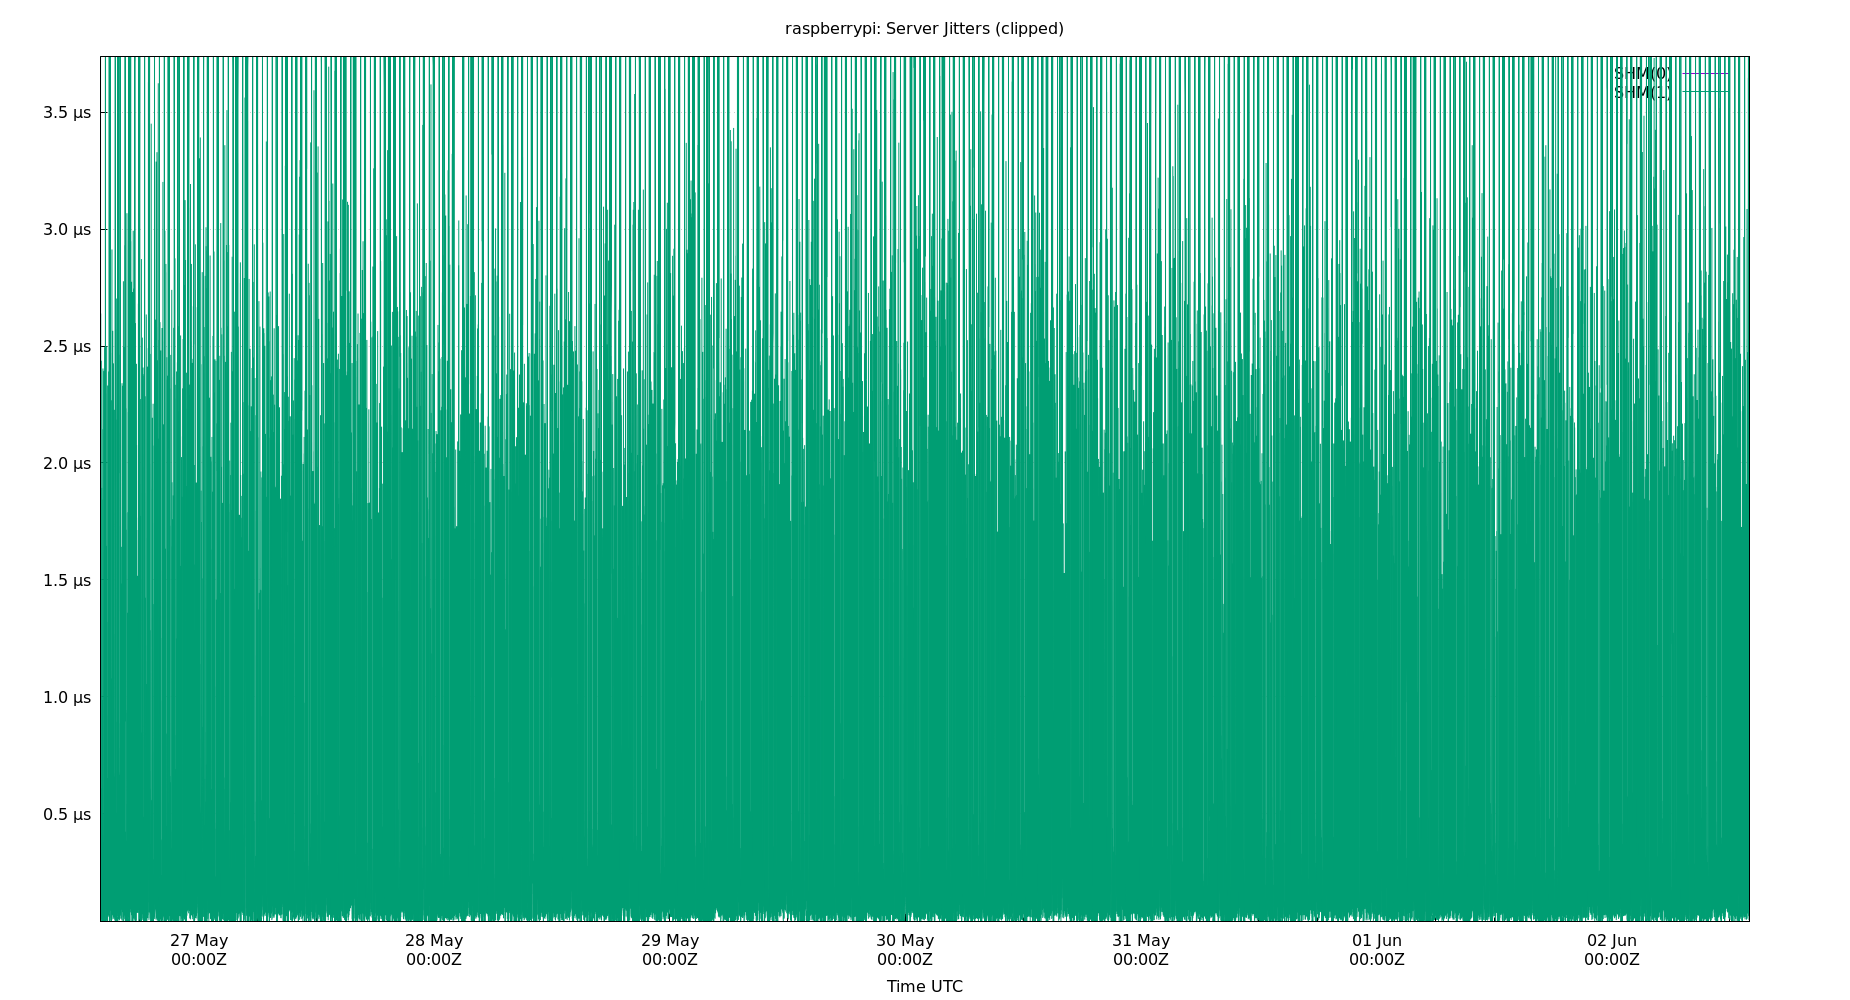 raspberrypi: Server Jitters (clipped)
SHM(0)
SHM(1)
3.5 µs
3.0 µs
2.5 µs
2.0 µs
1.5 µs
1.0 µs
0.5 µs
27 May 28 May 29 May 30 May 31 May 01 Jun 02 Jun
00:00Z 00:00Z 00:00Z 00:00Z 00:00Z 00:00Z 00:00Z
Time UTC